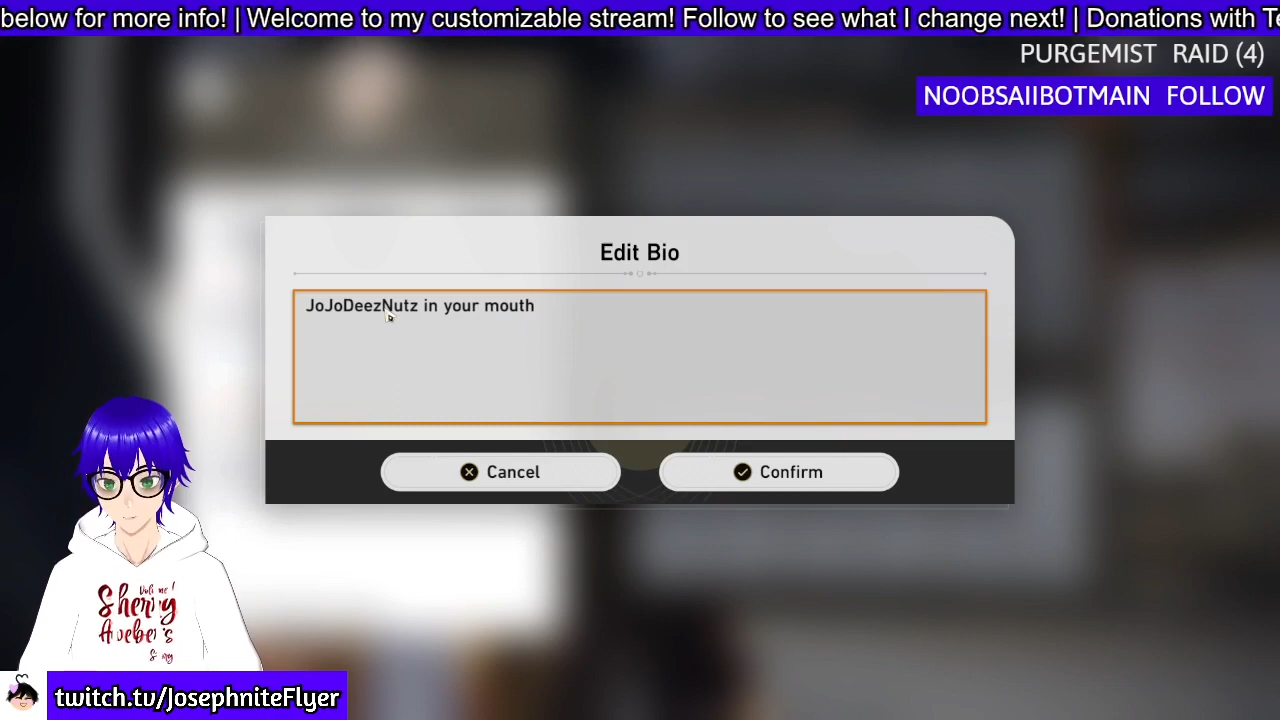 below for more info! | Welcome to my customizable stream! Follow to see what I change next! | Donations with
PURGEMIST RAID (4)
NOOBSAIIBOTMAIN FOLLOW
Edit Bio
JoJoDeezNutz in your mouth
Cancel
Confirm
twitch.tv/JosephniteFlyer